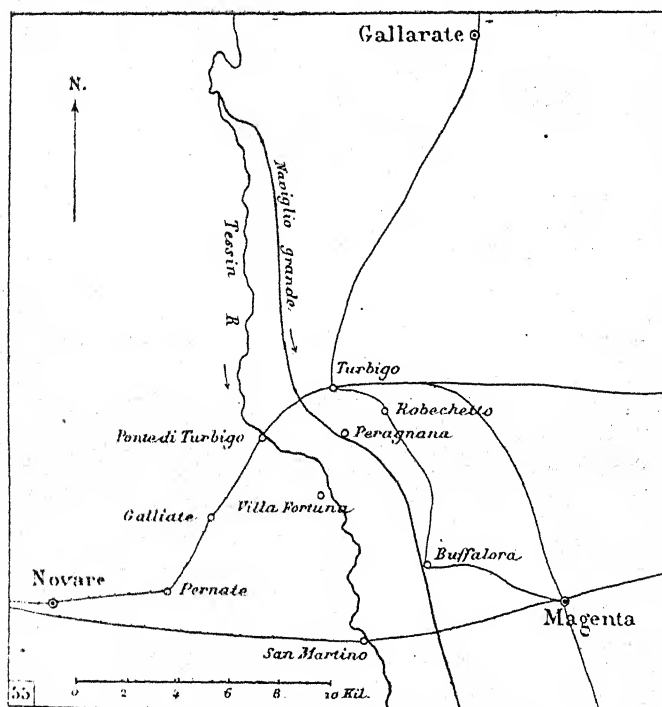 Gallarate
N.
Naviglio grande
Tessin R
Turbigo
Robechetto
Peragnana
Ponte di Turbigo
Villa Fortuna
Galliate
Buffalora
Novare
Pernate
Magenta
San Martino
55
0 2 4 6 8 10 Kil.